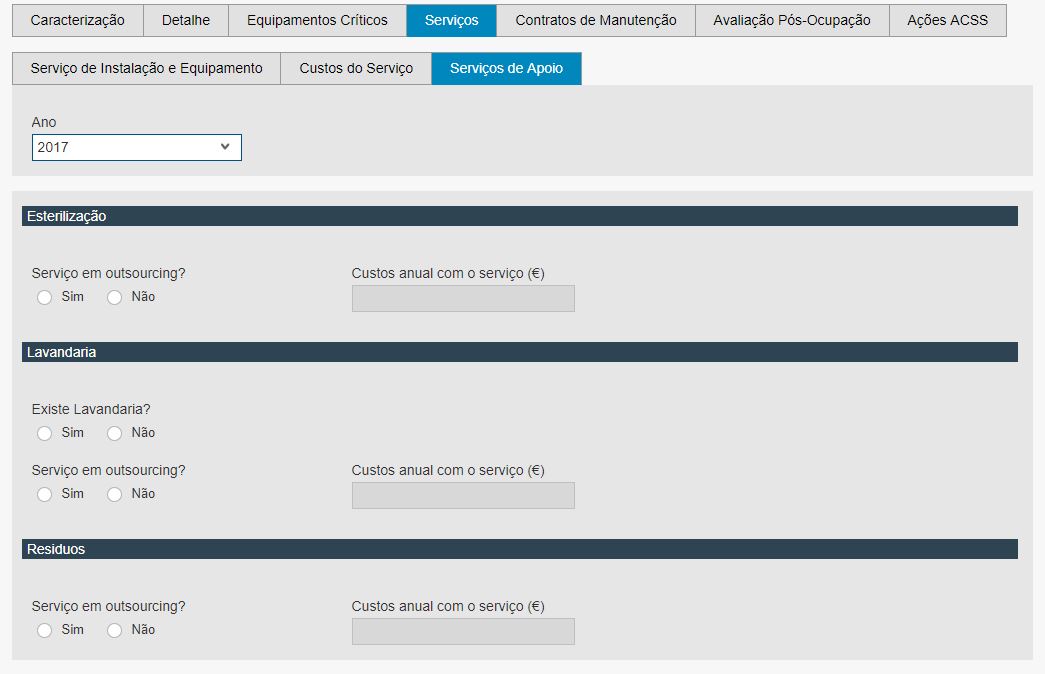 Caracterização Detalhe Equipamentos Críticos Serviços Contratos de Manutenção Avaliação Pós-Ocupação Ações ACSS
Serviço de Instalação e Equipamento Custos do Serviço Serviços de Apoio
Ano
2017
Esterilização
Serviço em outsourcing? Custos anual com o serviço (€)
Sim Não
Lavandaria
Existe Lavandaria?
Sim Não
Serviço em outsourcing? Custos anual com o serviço (€)
Sim Não
Residuos
Serviço em outsourcing? Custos anual com o serviço (€)
Sim Não